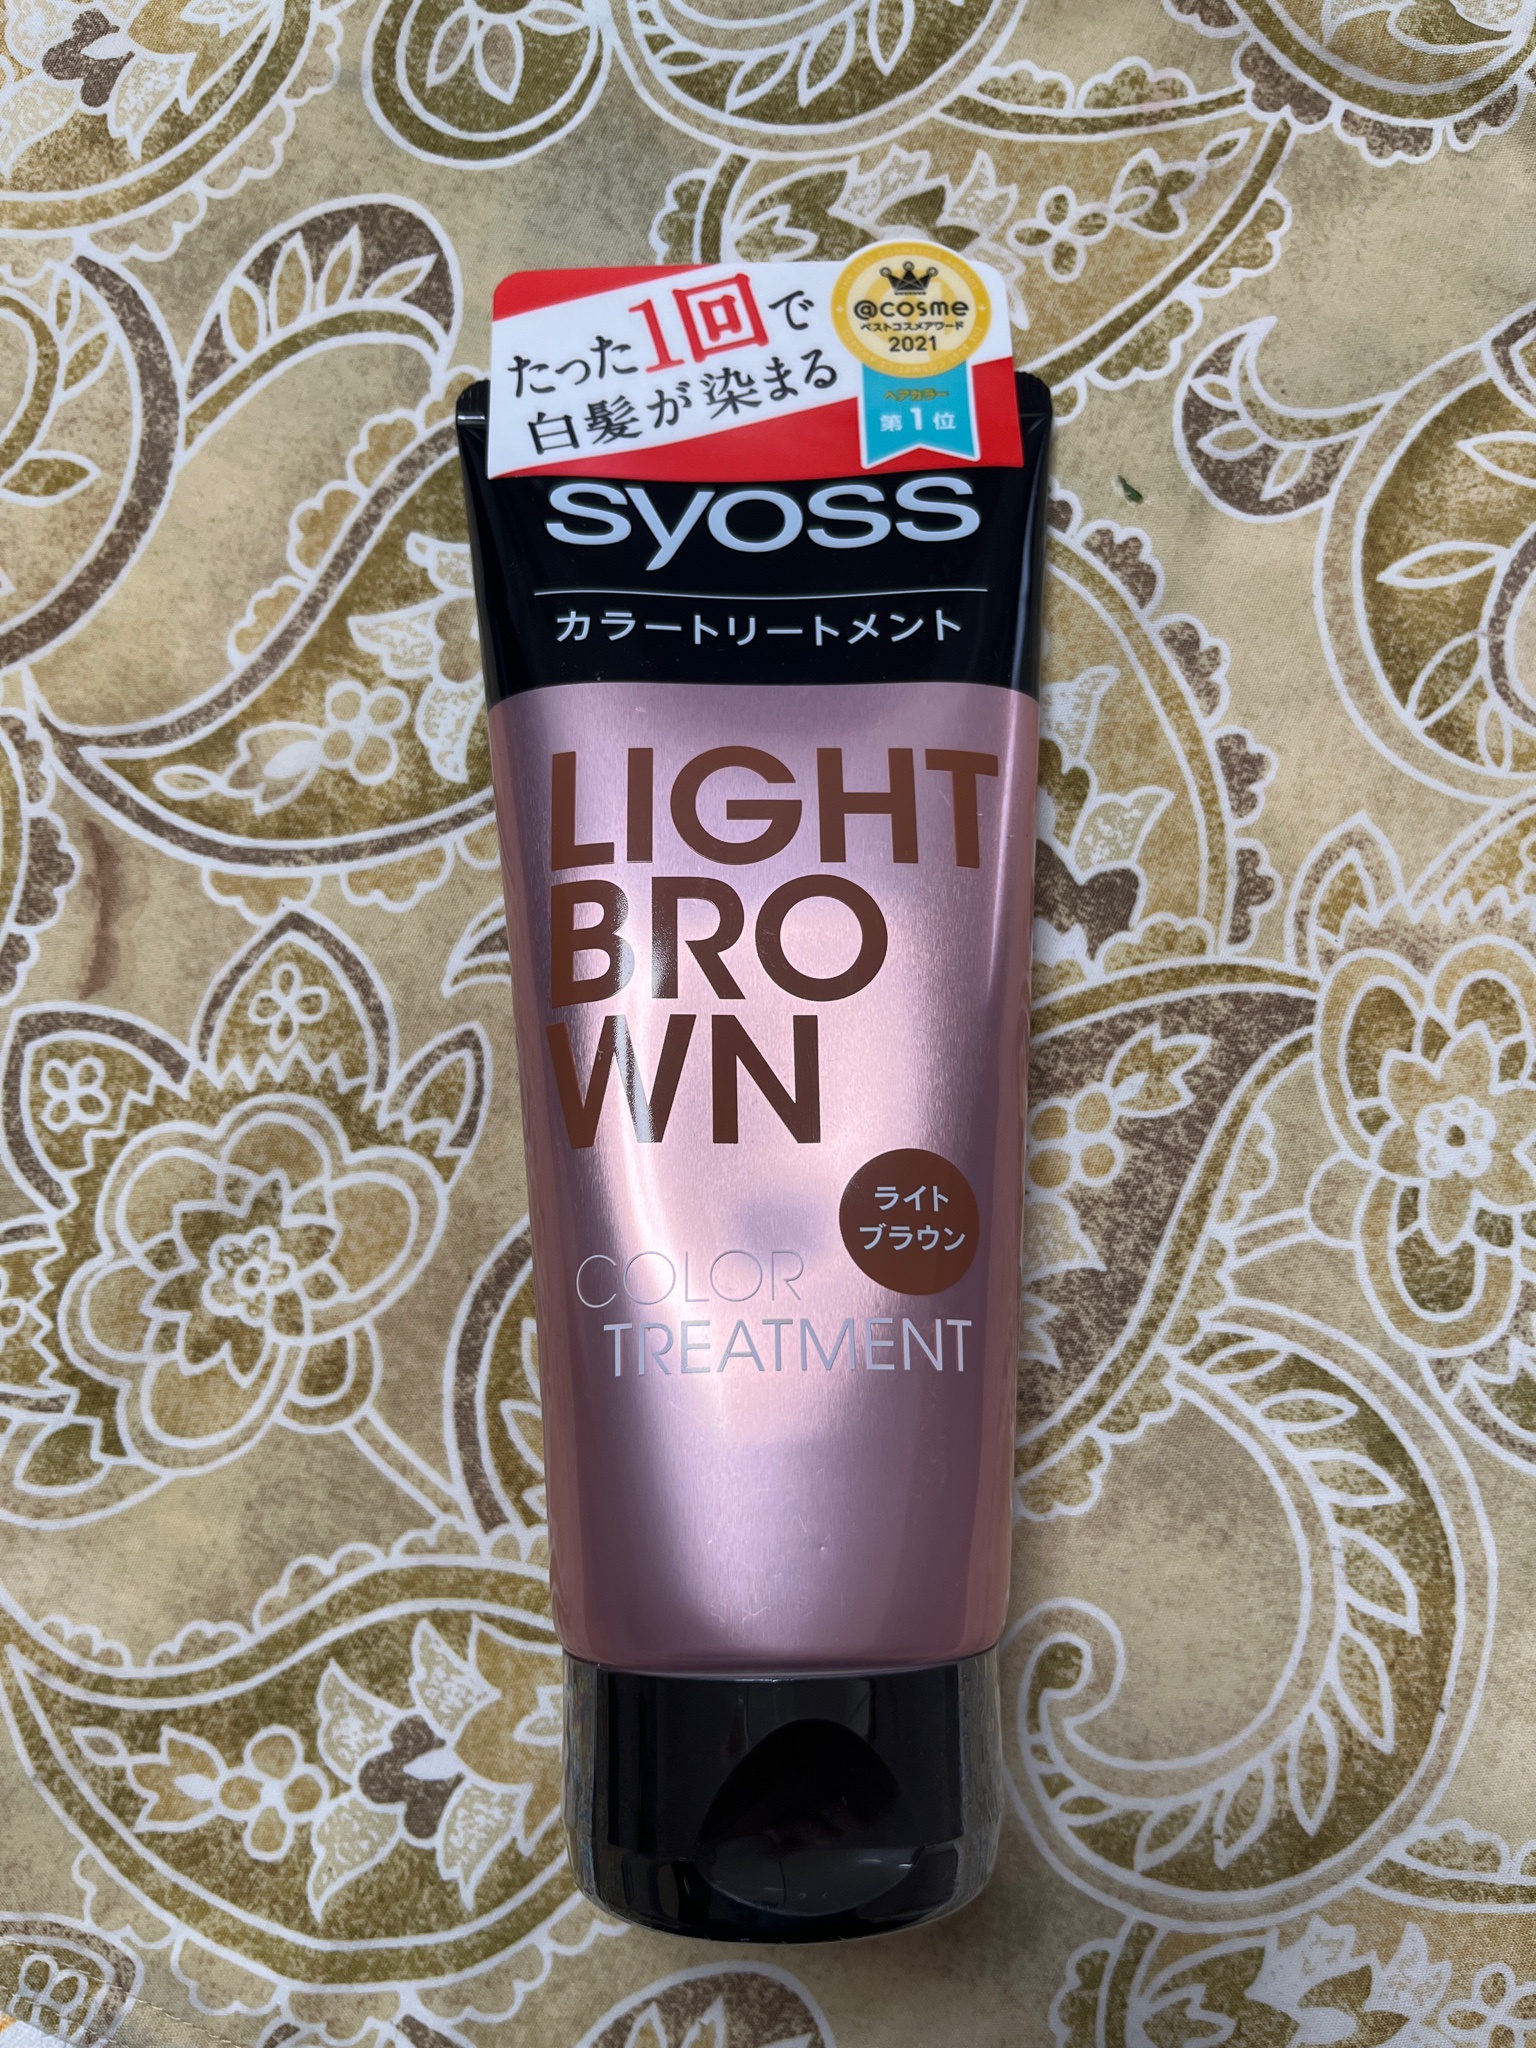 たった1回で
白髪が染まる
@cosme
ベストコスメアワード
2021
ヘアカラー
第1位
syoss
カラートリートメント
LIGHT
BRO
WN
ライト
ブラウン
COLOR
TREATMENT